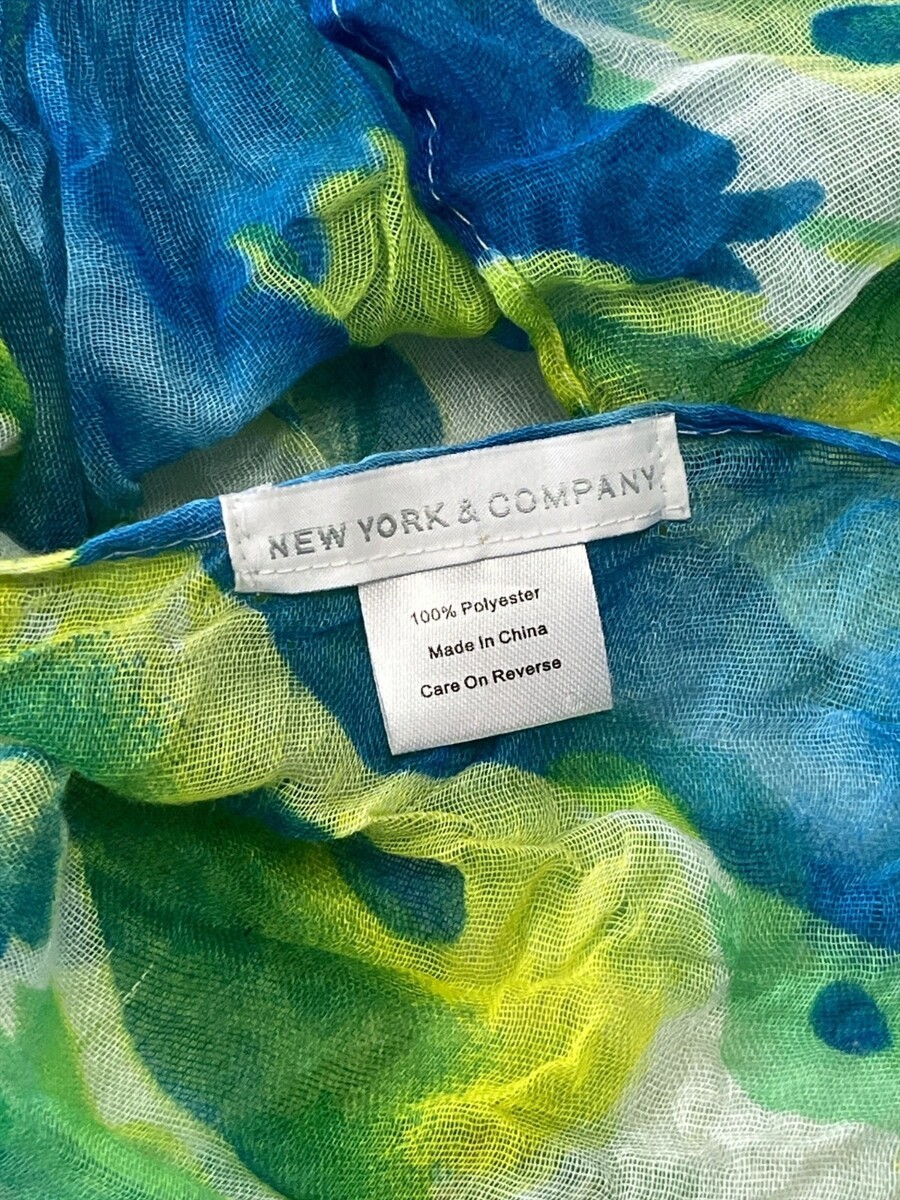 NEW YORK & COMPANY
100% Polyester
Made In China
Care On Reverse